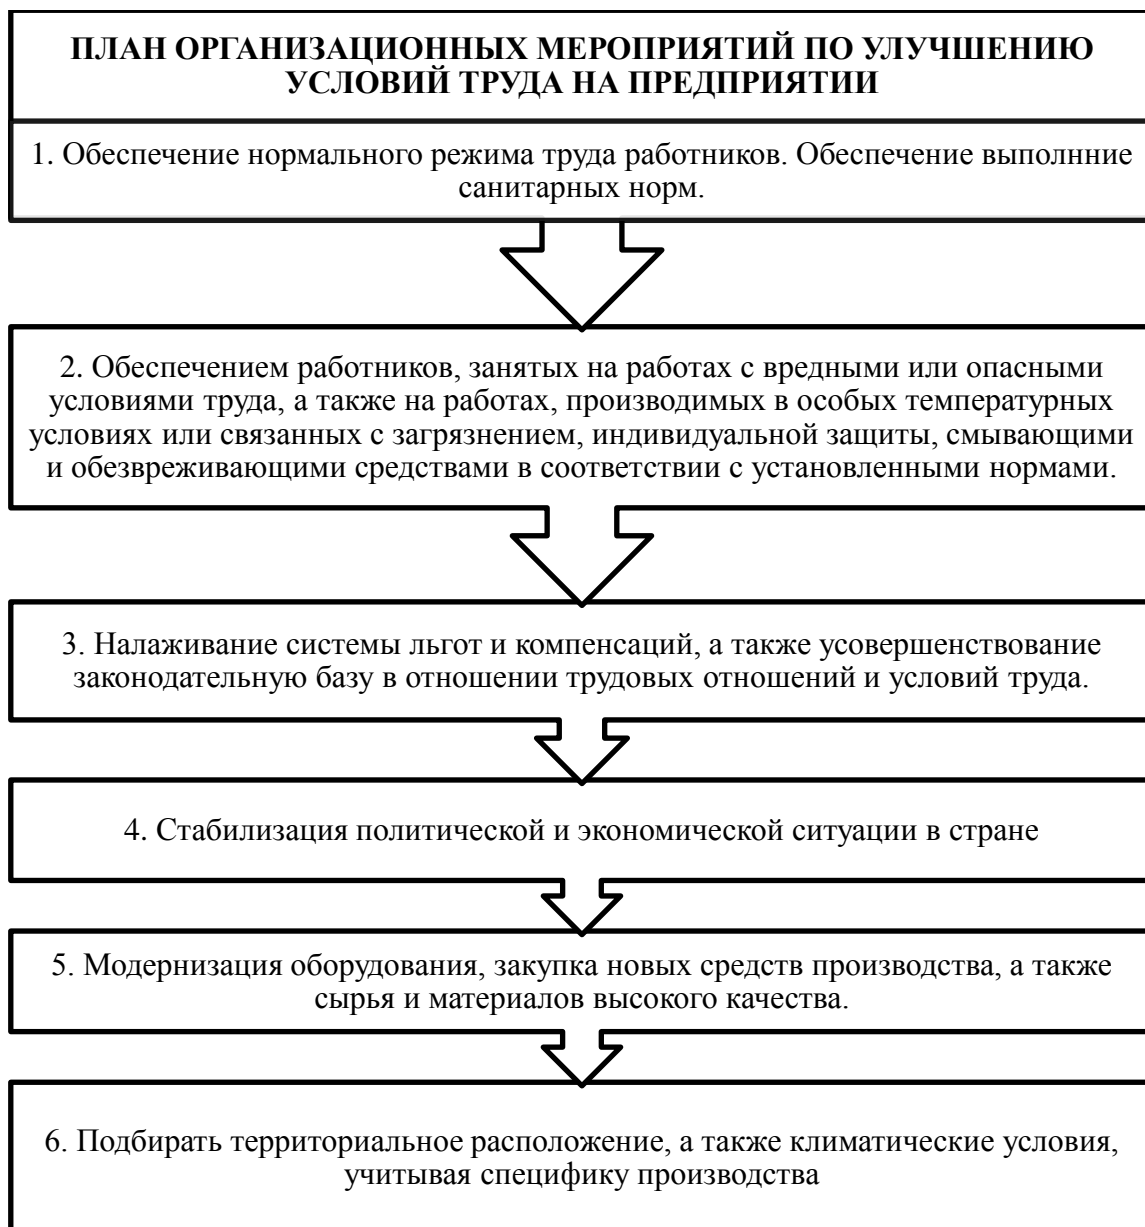 ПЛАН ОРГАНИЗАЦИОННЫХ МЕРОПРИЯТИЙ ПО УЛУЧШЕНИЮ
УСЛОВИЙ ТРУДА НА ПРЕДПРИЯТИИ
1. Обеспечение нормального режима труда работников. Обеспечение выполнние
санитарных норм.
2. Обеспечением работников, занятых на работах с вредными или опасными
условиями труда, а также на работах, производимых в особых температурных
условиях или связанных с загрязнением, индивидуальной защиты, смывающими
и обезвреживающими средствами в соответствии с установленными нормами.
3. Налаживание системы льгот и компенсаций, а также усовершенствование
законодательную базу в отношении трудовых отношений и условий труда.
4. Стабилизация политической и экономической ситуации в стране
5. Модернизация оборудования, закупка новых средств производства, а также
сырья и материалов высокого качества.
6. Подбирать территориальное расположение, а также климатические условия,
учитывая специфику производства